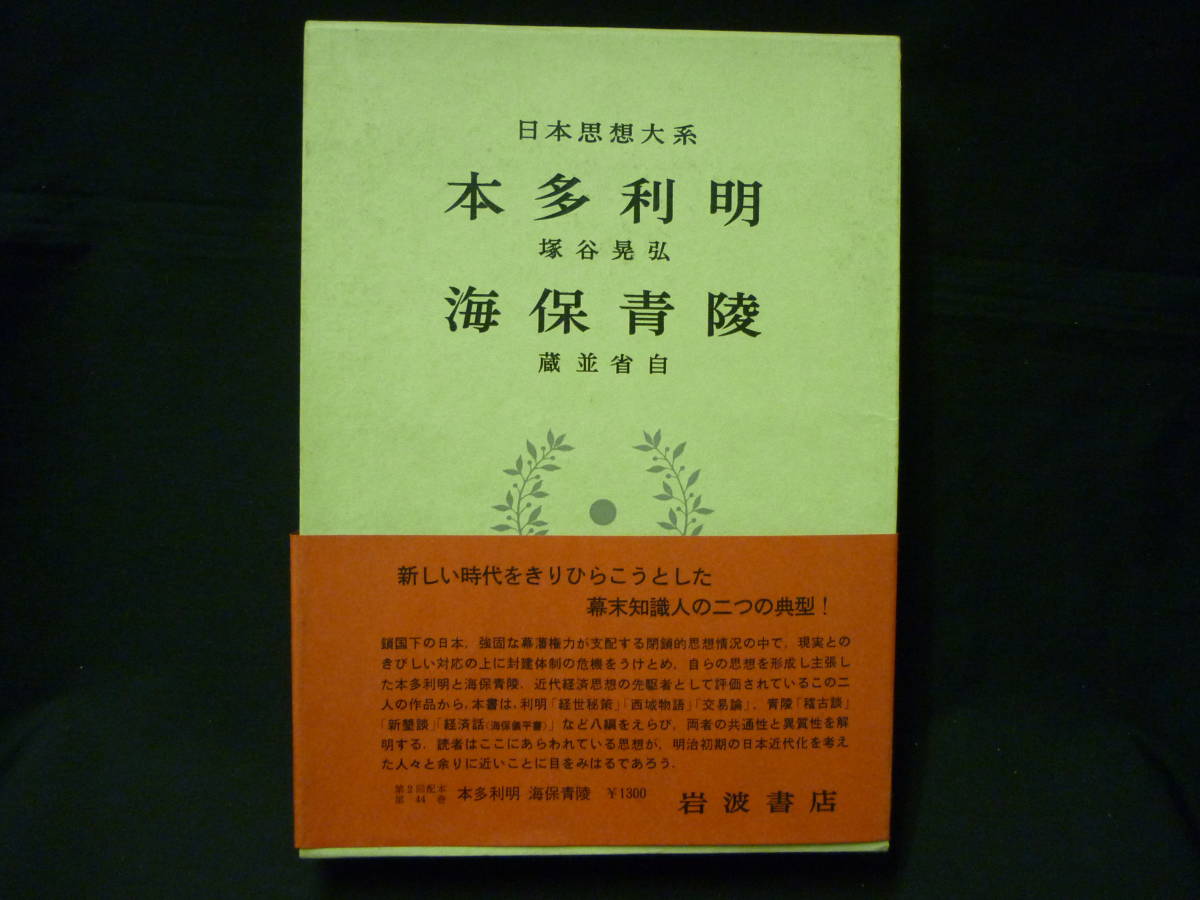 日本思想大系
本多利明
塚谷晃弘
海保青陵
蔵並省自
新しい時代をきりひらこうとした
幕末知識人の二つの典型！
鎖国下の日本，強固な幕藩権力が支配する閉鎖的思想情況の中で，現実との
きびしい対応の上に封建体制の危機をうけとめ，自らの思想を形成し主張し
た本多利明と海保青陵．近代経済思想の先駆者として評価されているこの二
人の作品から，本書は，利明「経世秘策」「西域物語」「交易論」，青陵「稽古談」
「新墾談」「経済話（海保儀平書）」など八編をえらび，両者の共通性と異質性を解
明する．読者はここにあらわれている思想が，明治初期の日本近代化を考え
た人々と余りに近いことに目をみはるであろう．
第2回配本
第44巻 本多利明 海保青陵 ￥1300 岩波書店